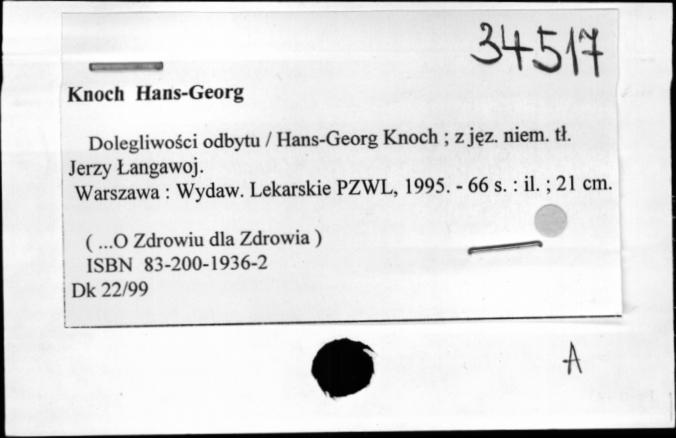 34517
Knoch Hans-Georg
Dolegliwości odbytu / Hans-Georg Knoch ; z jęz. niem. tł.
Jerzy Łangawoj.
Warszawa : Wydaw. Lekarskie PZWL, 1995. - 66 s. : il. ; 21 cm.
( ...O Zdrowiu dla Zdrowia )
ISBN 83-200-1936-2
Dk 22/99
A